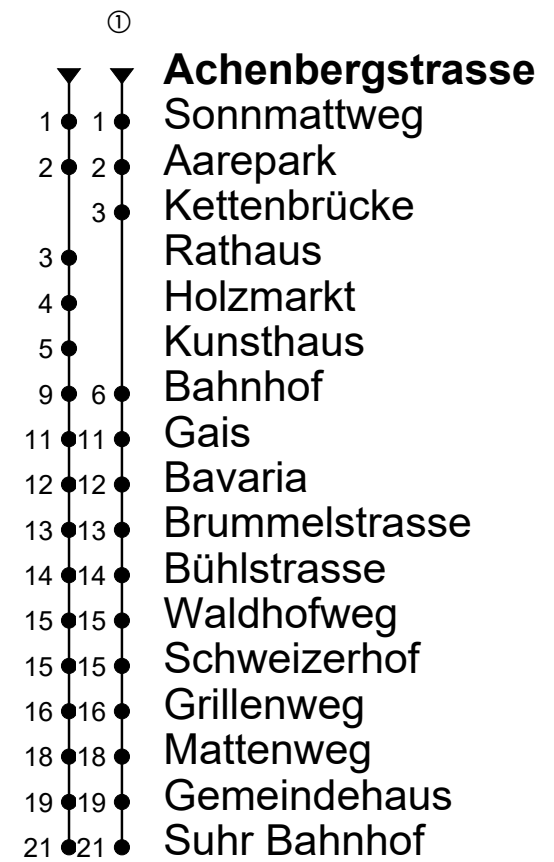 ①
Achenbergstrasse
1 1 Sonnmattweg
2 2 Aarepark
3 Kettenbrücke
3 Rathaus
4 Holzmarkt
5 Kunsthaus
9 6 Bahnhof
11 11 Gais
12 12 Bavaria
13 13 Brummelstrasse
14 14 Bühlstrasse
15 15 Waldhofweg
15 15 Schweizerhof
16 16 Grillenweg
18 18 Mattenweg
19 19 Gemeindehaus
21 21 Suhr Bahnhof